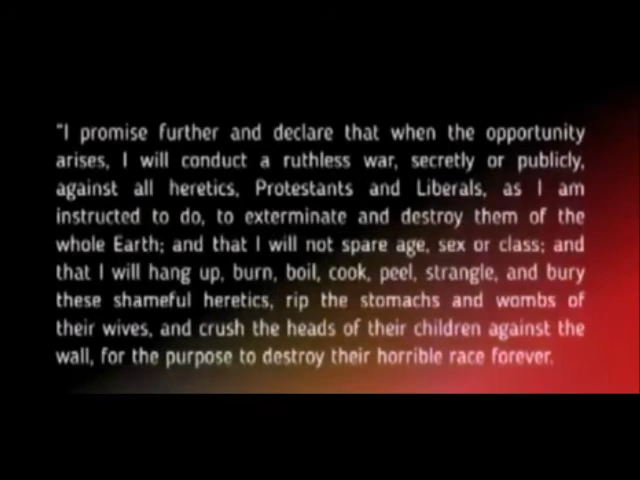 "I promise further and declare that when the opportunity
arises, I will conduct a ruthless war, secretly or publicly,
against all heretics, Protestants and Liberals, as I am
instructed to do, to exterminate and destroy them of the
whole Earth; and that I will not spare age, sex or class; and
that I will hang up, burn, boil, cook, peel, strangle, and bury
these shameful heretics, rip the stomachs and wombs of
their wives, and crush the heads of their children against the
wall, for the purpose to destroy their horrible race forever.